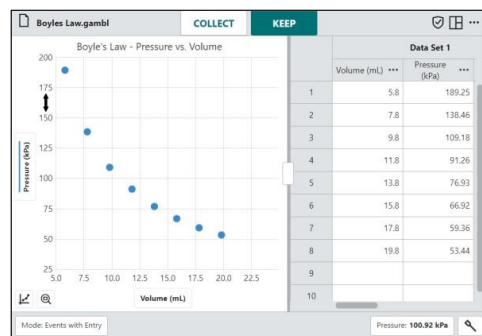 Boyles Law.gambl
COLLECT
KEEP
•••
Boyle's Law - Pressure vs. Volume
Pressure (kPa)
200
175
150
125
100
75
50
25
5.0 7.5 10.0 12.5 15.0 17.5 20.0 22.5
Volume (mL)
Data Set 1
Volume (mL) ••• Pressure (kPa) •••
1 5.8 189.25
2 7.8 138.46
3 9.8 109.18
4 11.8 91.26
5 13.8 76.93
6 15.8 66.92
7 17.8 59.36
8 19.8 53.44
9
10
Mode: Events with Entry
Pressure: 100.92 kPa